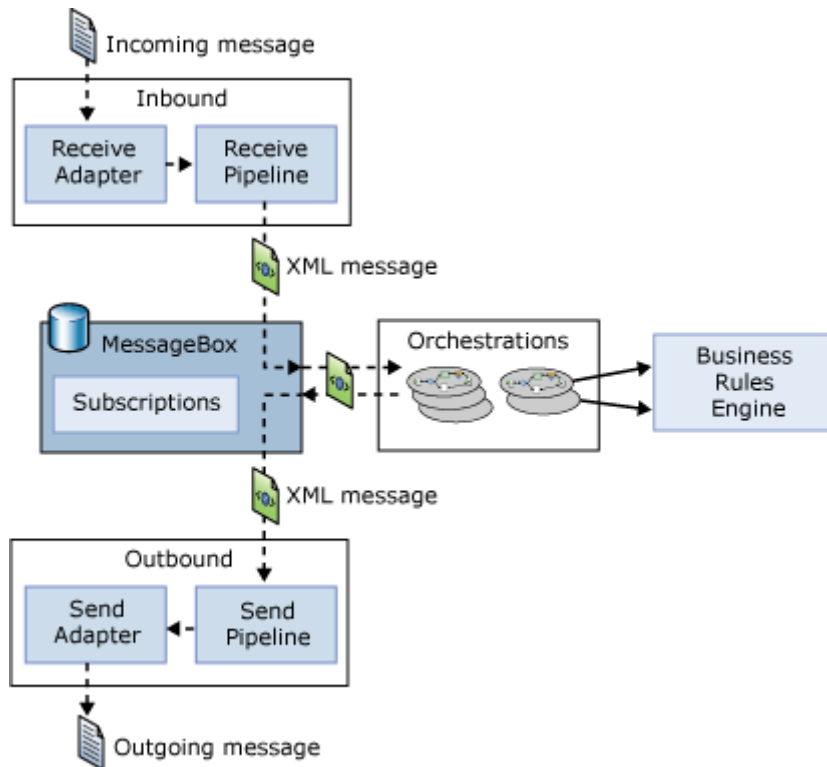 Incoming message
Inbound
Receive
Adapter
Receive
Pipeline
XML message
MessageBox
Subscriptions
Orchestrations
Business
Rules
Engine
XML message
Outbound
Send
Adapter
Send
Pipeline
Outgoing message